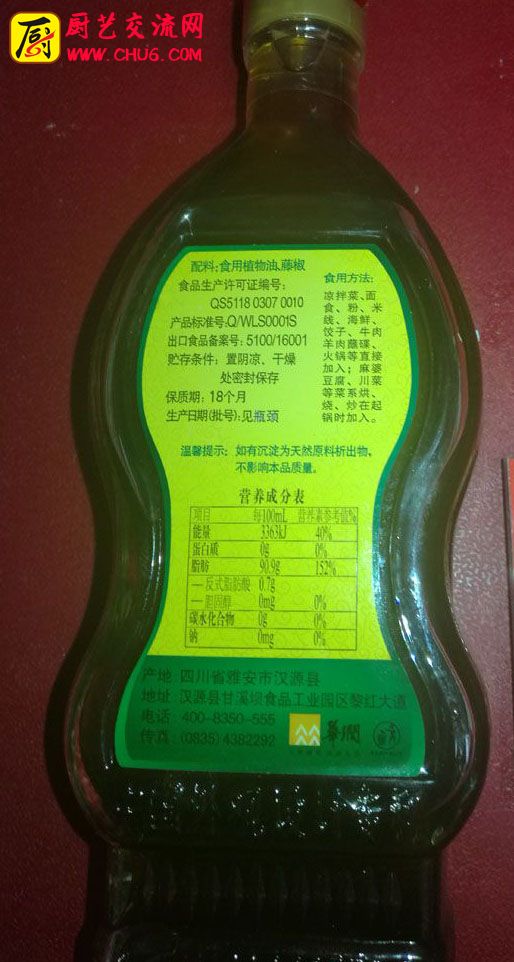 厨 厨艺交流网
www.CHU6.COM
配料:食用植物油、藤椒
食品生产许可证编号:
QS5118 0307 0010
产品标准号:Q/WLS0001S
出口食品备案号:5100/16001
贮存条件: 置阴凉、干燥
处密封保存
保质期: 18个月
生产日期(批号):见瓶颈
食用方法:
凉拌菜、面
食、粉、米
线、海鲜、
饺子、牛肉
羊肉蘸碟、
火锅等直接
加入; 麻婆
豆腐、川菜
等菜系烘、
烧、炒在起
锅时加入。
温馨提示: 如有沉淀为天然原料析出物,
不影响本品质量。
营养成分表
项目 每100mL 营养素参考值%
能量 3363kJ 40%
蛋白质 0g 0%
脂肪 90.9g 152%
—反式脂肪酸 0.7g
—胆固醇 0mg 0%
碳水化合物 0g 0%
钠 0mg 0%
产地 四川省雅安市汉源县
地址 汉源县甘溪坝食品工业园区黎红大道
电话 400-8350-555
传真 (0835) 4382292